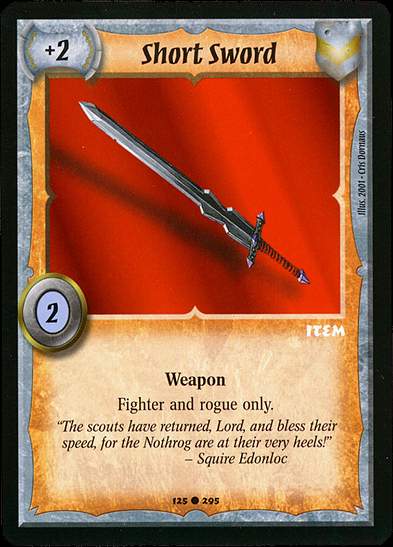 +2
Short Sword
Illus. 2001 • Cris Dornaus
2
ITEM
Weapon
Fighter and rogue only.
“The scouts have returned, Lord, and bless their
speed, for the Nothrog are at their very heels!”
– Squire Edonloc
125 ● 295